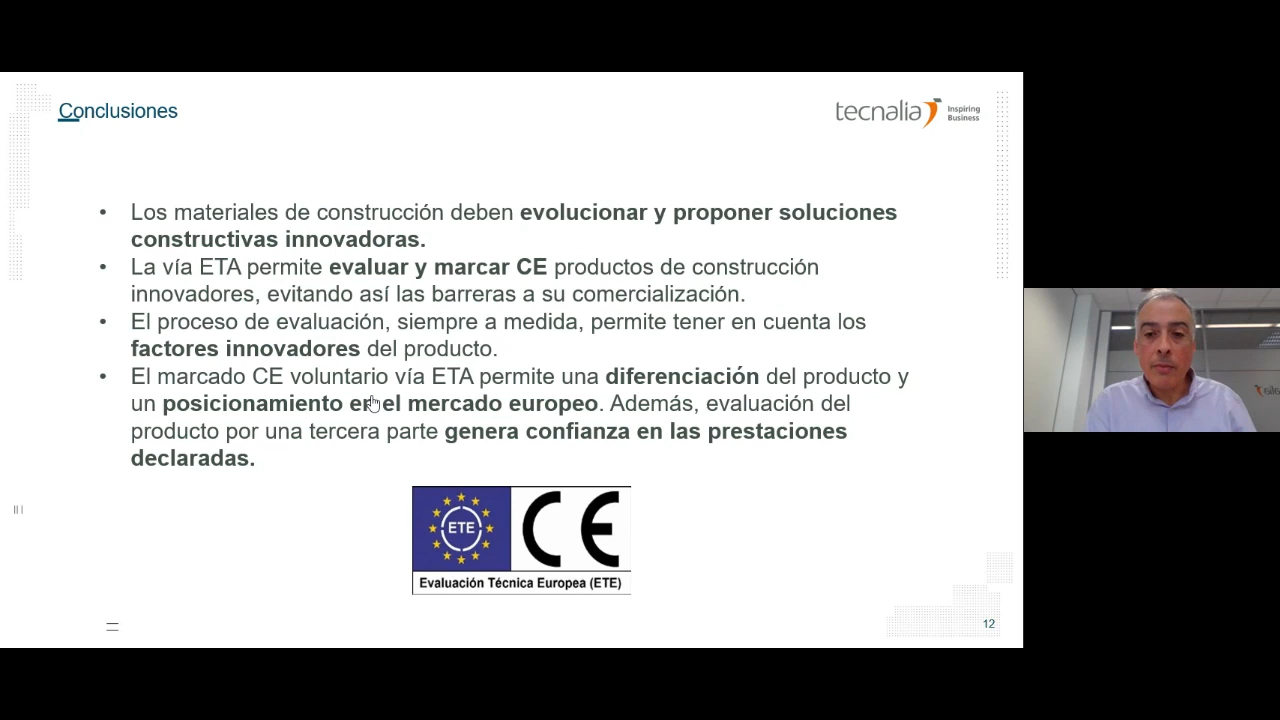 Conclusiones
tecnalia Inspiring
Business
• Los materiales de construcción deben evolucionar y proponer soluciones
constructivas innovadoras.
• La vía ETA permite evaluar y marcar CE productos de construcción
innovadores, evitando así las barreras a su comercialización.
• El proceso de evaluación, siempre a medida, permite tener en cuenta los
factores innovadores del producto.
• El marcado CE voluntario vía ETA permite una diferenciación del producto y
un posicionamiento en el mercado europeo. Además, evaluación del
producto por una tercera parte genera confianza en las prestaciones
declaradas.
ETE
CE
Evaluación Técnica Europea (ETE)
12